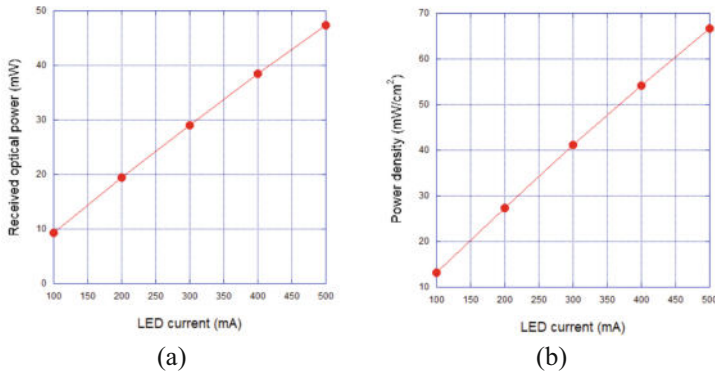 50
40
30
20
10
0
Received optical power (mW)
100 150 200 250 300 350 400 450 500
LED current (mA)
(a)
70
60
50
40
30
20
10
Power density (mW/cm²)
100 150 200 250 300 350 400 450 500
LED current (mA)
(b)